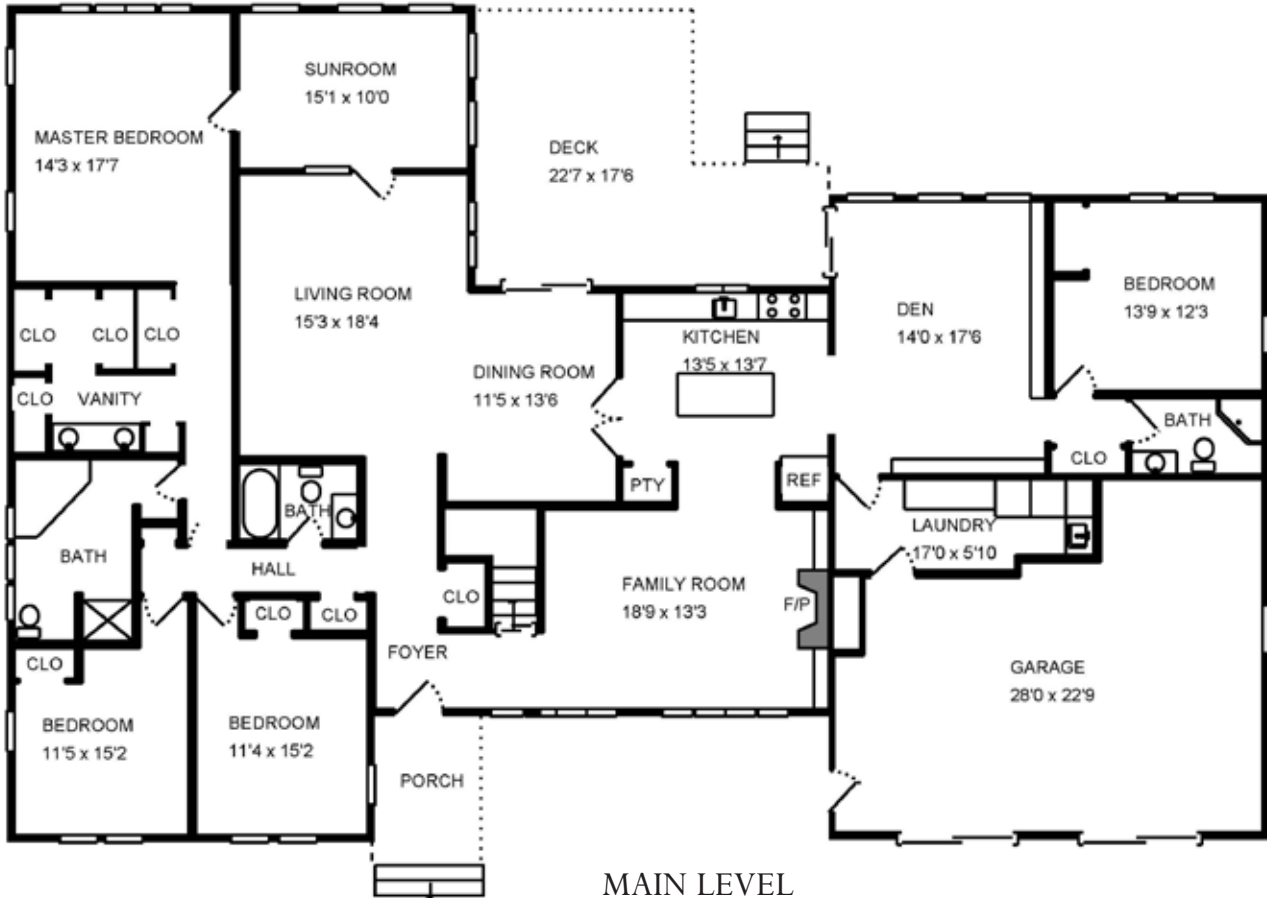 SUNROOM
15'1 x 10'0
MASTER BEDROOM
14'3 x 17'7
DECK
22'7 x 17'6
LIVING ROOM
15'3 x 18'4
DEN
14'0 x 17'6
BEDROOM
13'9 x 12'3
CLO
CLO
CLO
KITCHEN
13'5 x 13'7
DINING ROOM
11'5 x 13'6
CLO
VANITY
BATH
CLO
PTY
REF
BATH
LAUNDRY
17'0 x 5'10
BATH
HALL
FAMILY ROOM
18'9 x 13'3
CLO
F/P
CLO
CLO
FOYER
CLO
GARAGE
28'0 x 22'9
BEDROOM
11'5 x 15'2
BEDROOM
11'4 x 15'2
PORCH
MAIN LEVEL